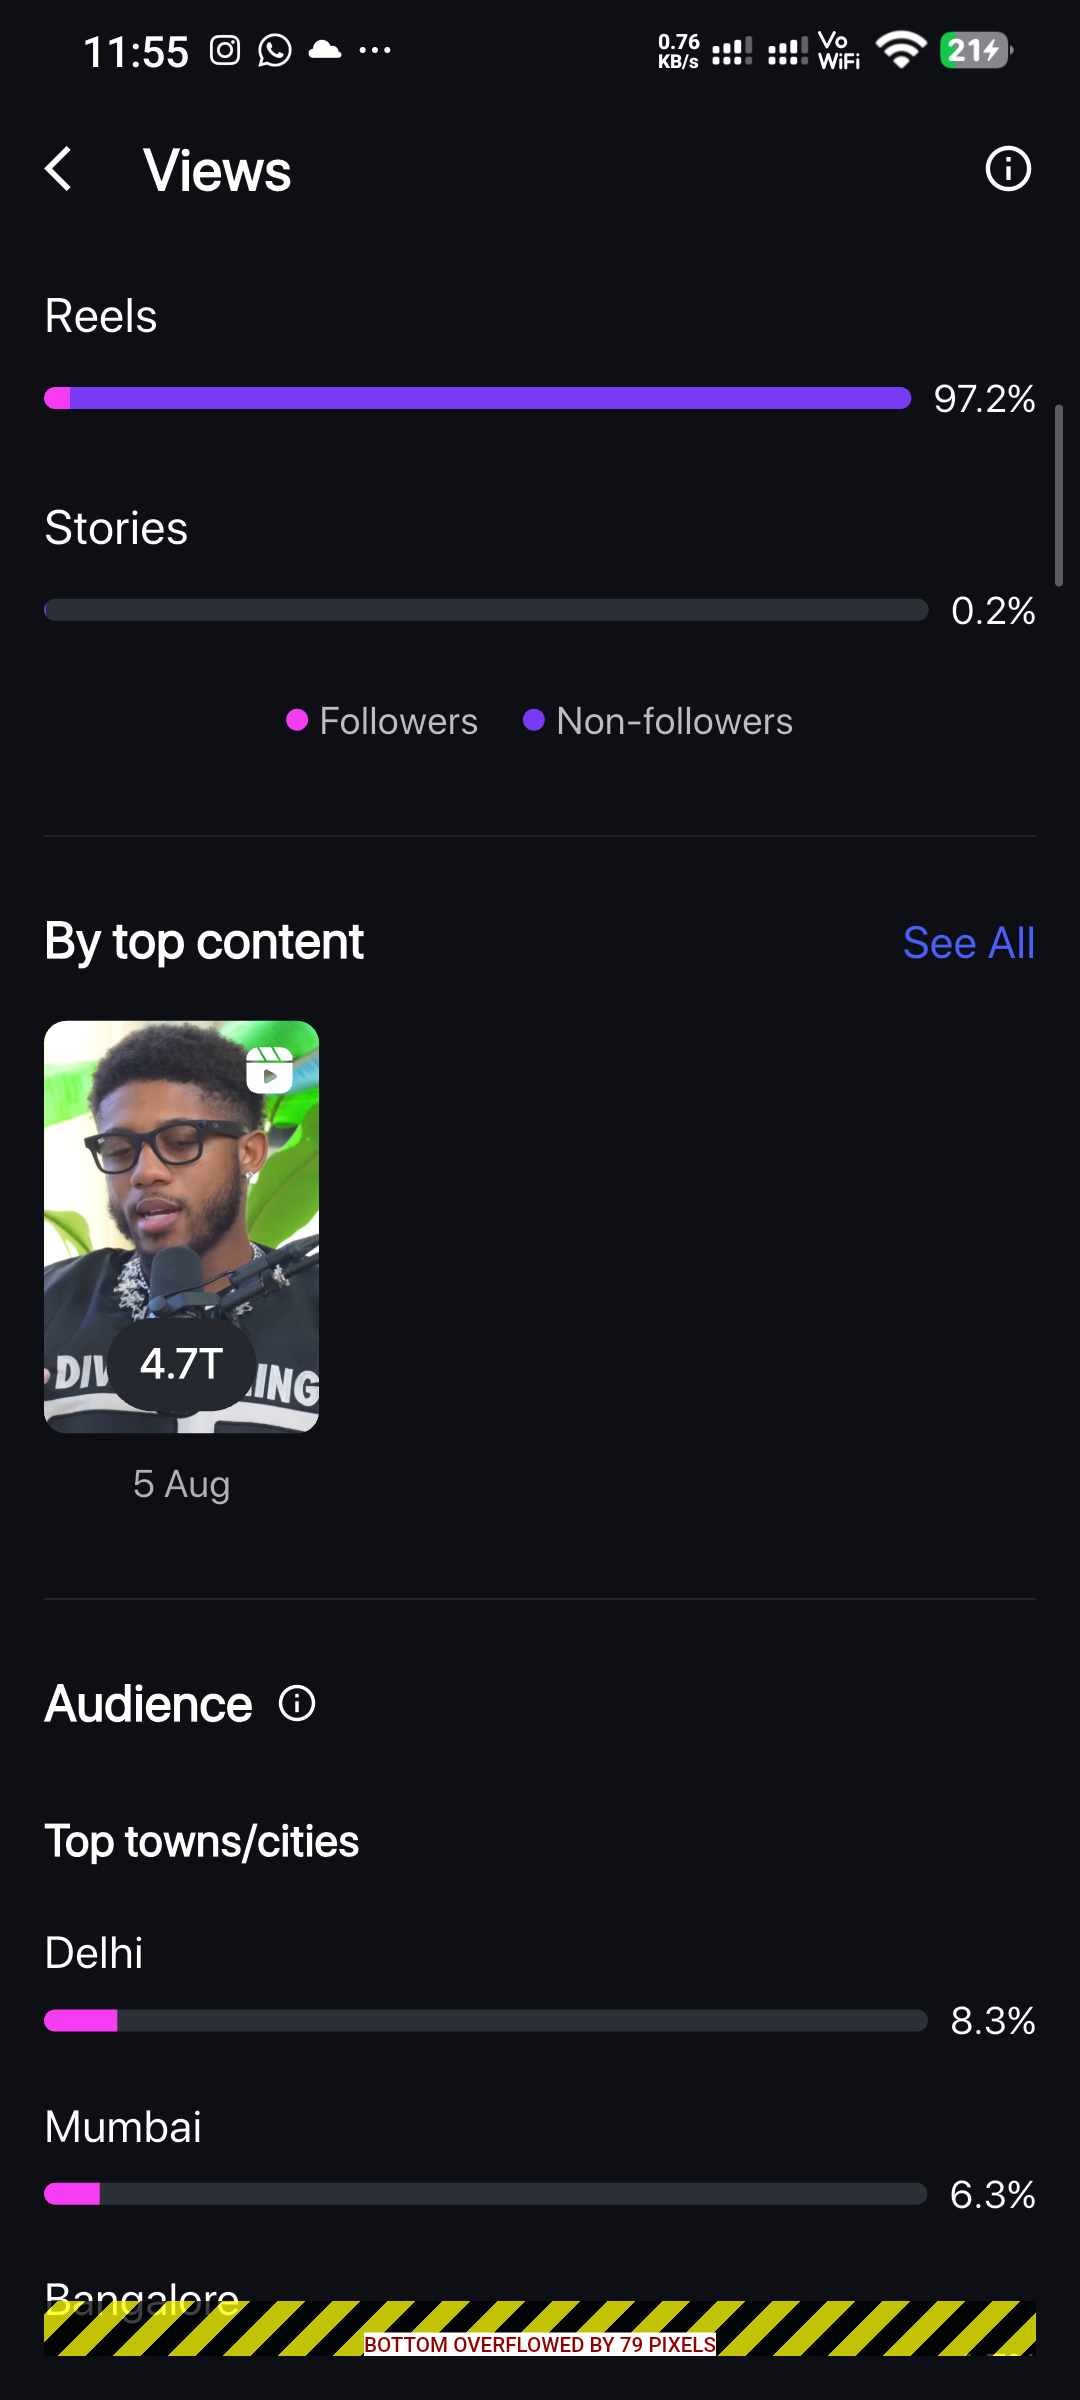 11:55
0.76
KB/s
Vo
WiFi
21
Views
Reels
97.2%
Stories
0.2%
Followers
Non-followers
By top content
See All
DIV
ING
4.7T
5 Aug
Audience
Top towns/cities
Delhi
8.3%
Mumbai
6.3%
Bangalore
BOTTOM OVERFLOWED BY 79 PIXELS